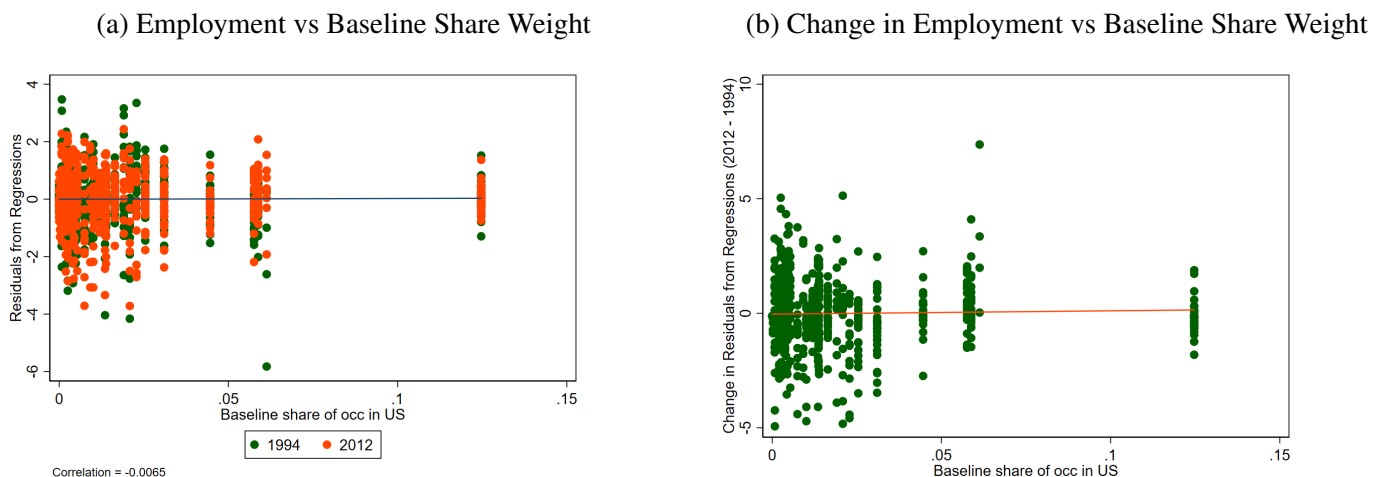 (a) Employment vs Baseline Share Weight
Residuals from Regressions
4
2
0
-2
-4
-6
0
.05
.1
.15
Baseline share of occ in US
1994
2012
Correlation = -0.0065
(b) Change in Employment vs Baseline Share Weight
Change in Residuals from Regressions (2012 - 1994)
10
5
0
-5
0
.05
.1
.15
Baseline share of occ in US